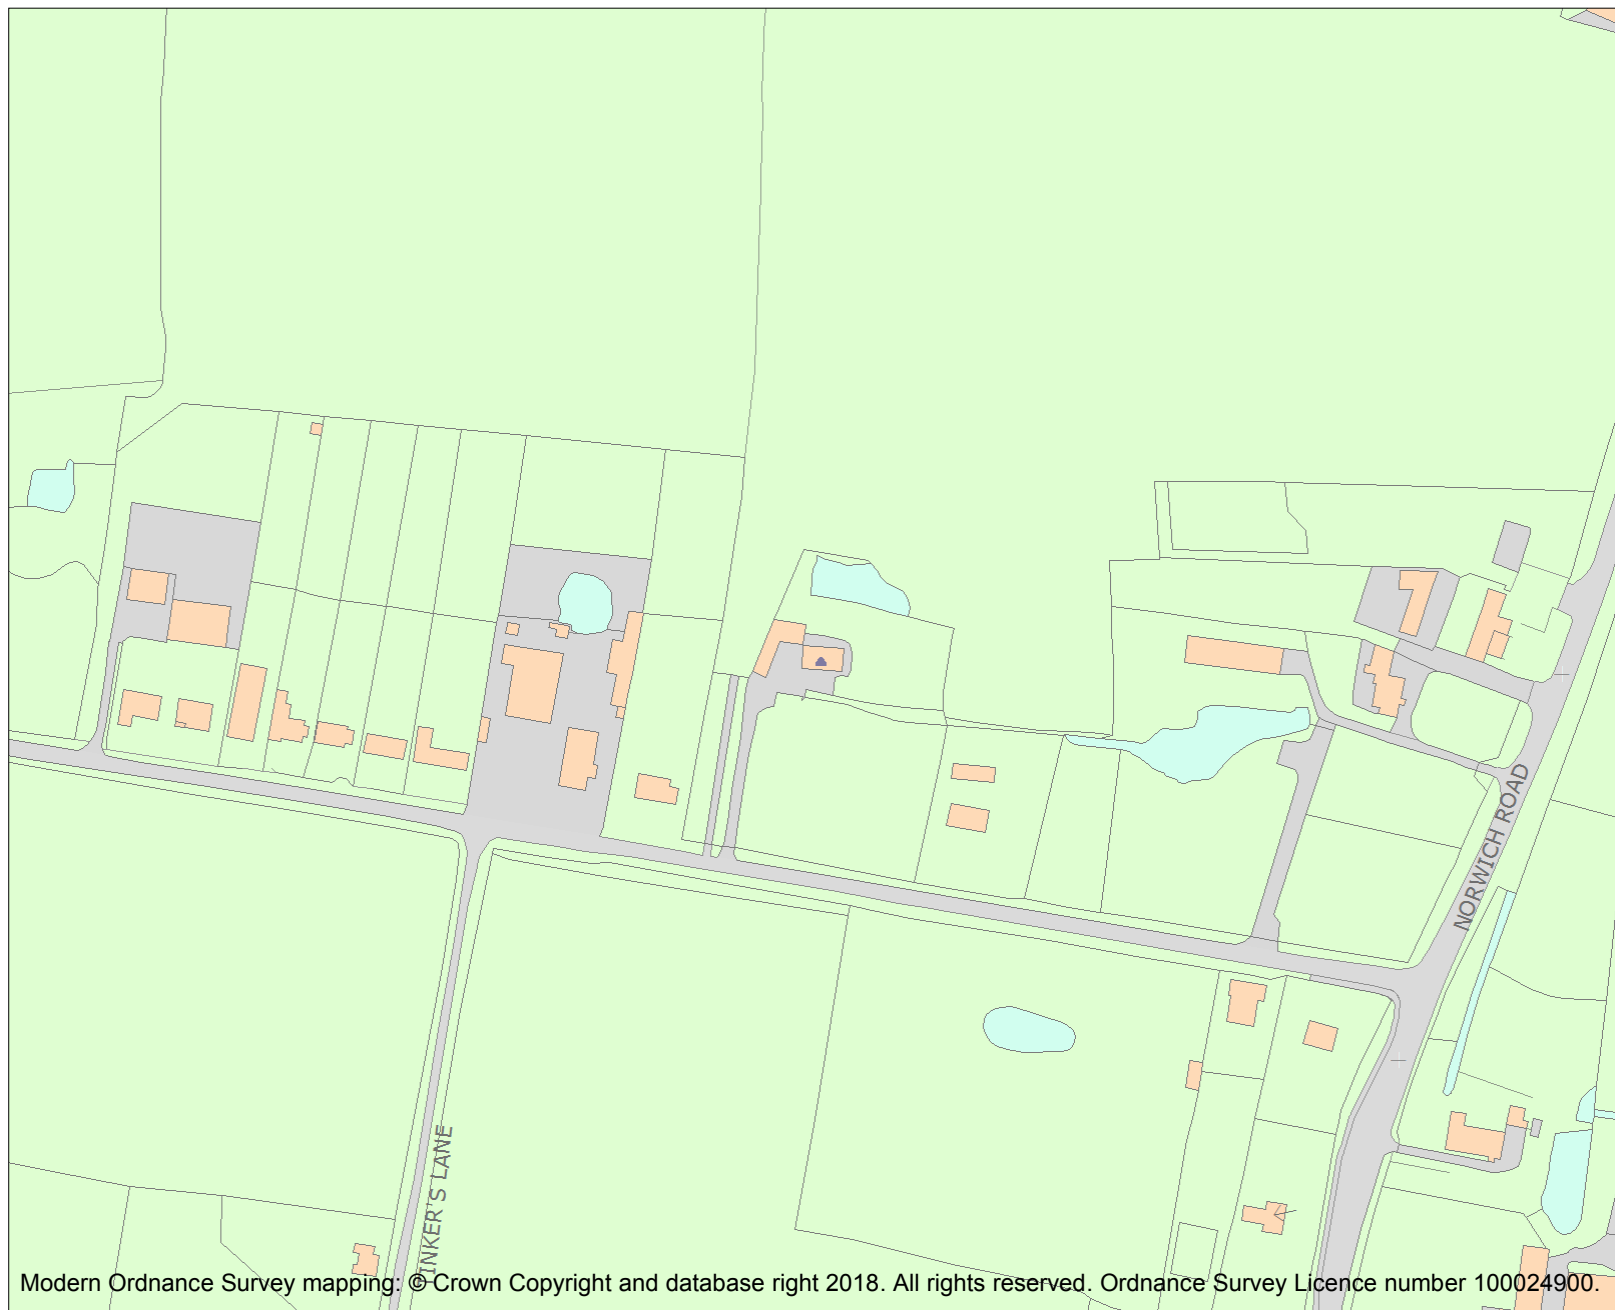 NORWICH ROAD
TINKER'S LANE
Modern Ordnance Survey mapping: © Crown Copyright and database right 2018. All rights reserved. Ordnance Survey Licence number 100024900.